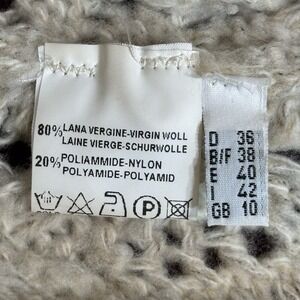 80% LANA VERGINE-VIRGIN WOLL
LAINE VIERGE-SCHURWOLLE
20% POLIAMMIDE-NYLON
POLYAMIDE-POLYAMID
P
D 36
B/F 38
E 40
I 42
GB 10